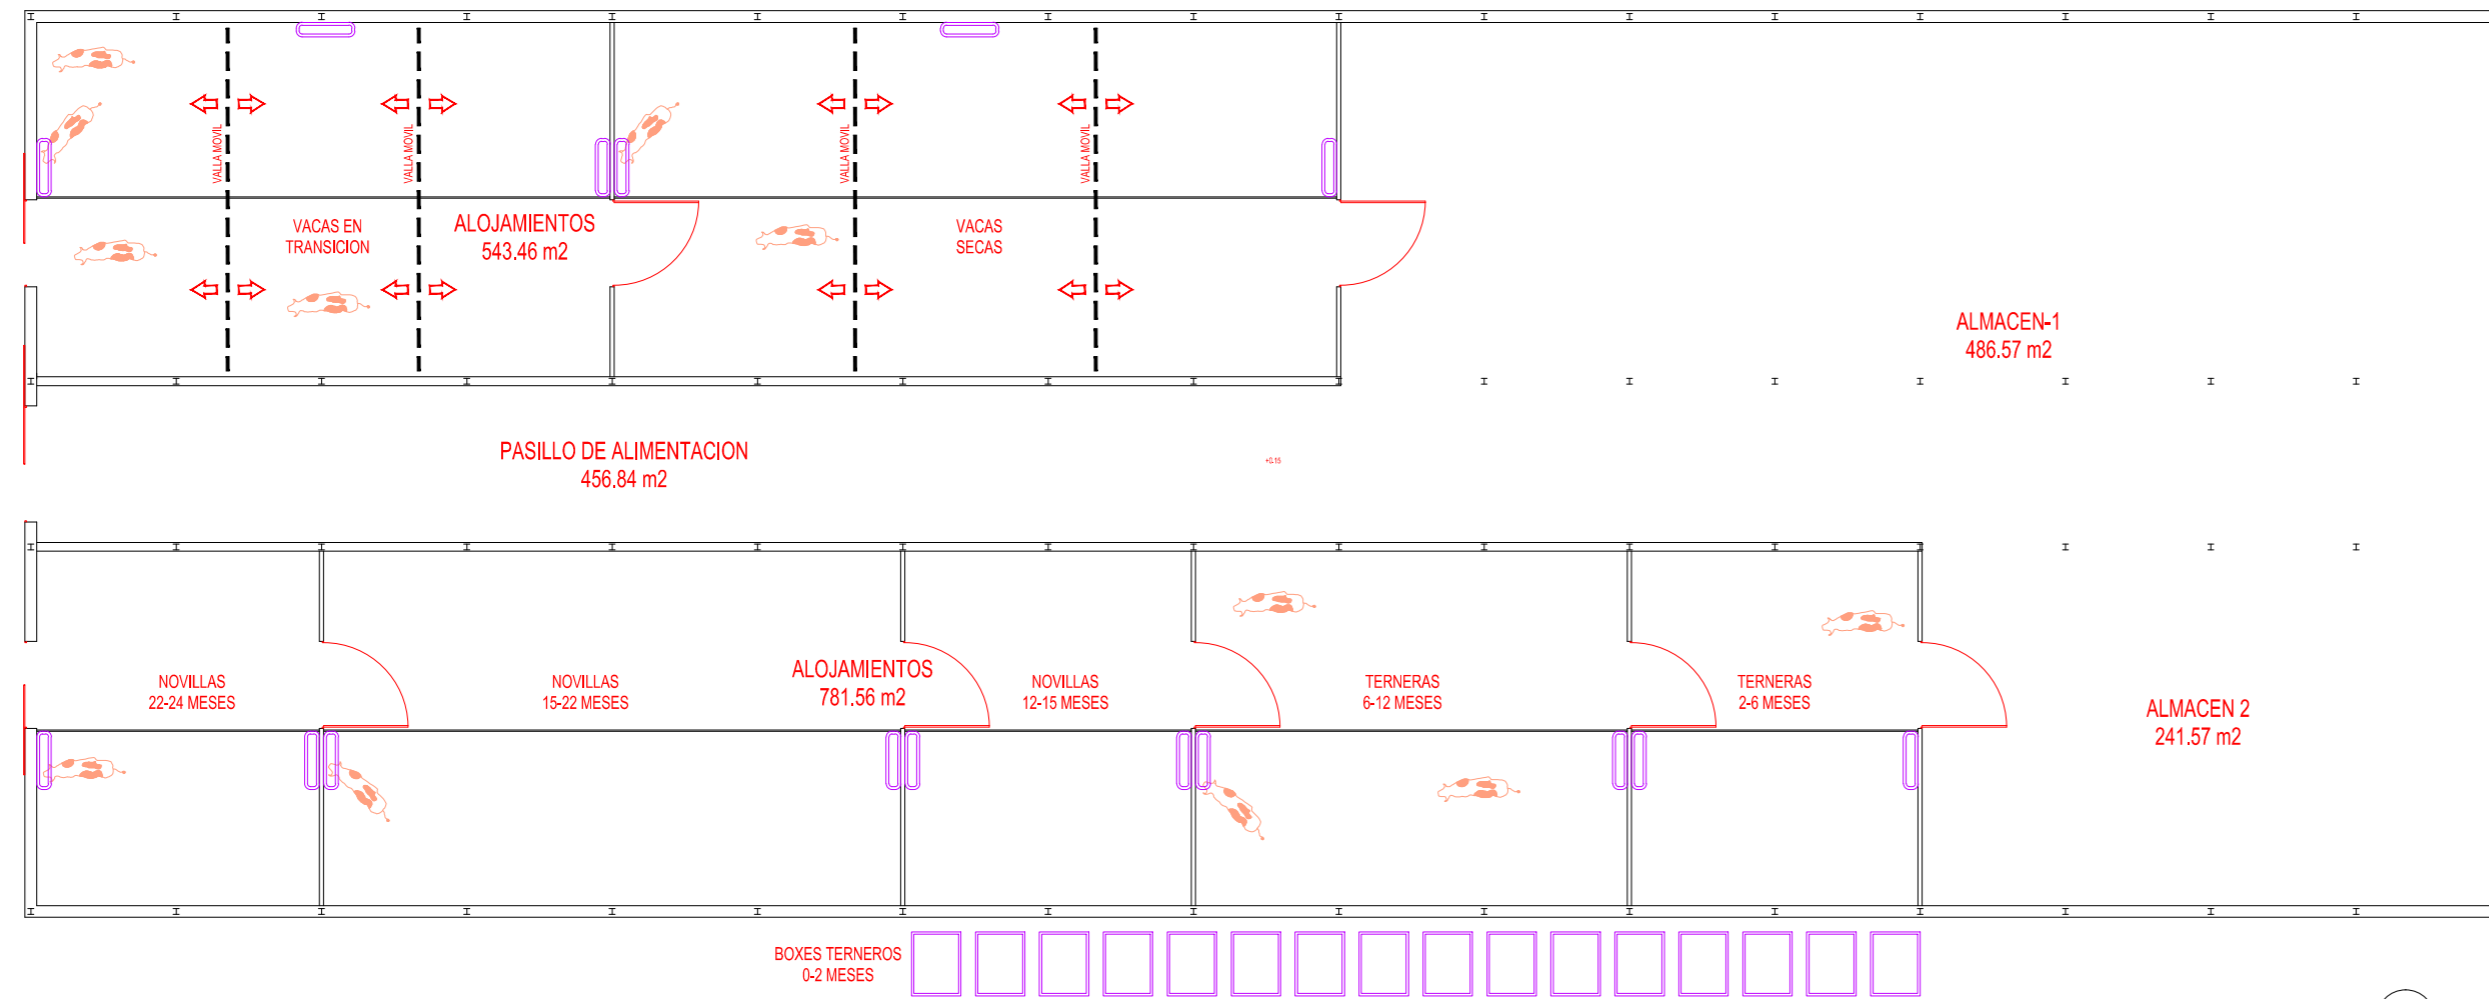 VALLA MOVIL
VALLA MOVIL
VALLA MOVIL
VALLA MOVIL
VACAS EN
TRANSICION
ALOJAMIENTOS
543.46 m2
VACAS
SECAS
ALMACEN-1
486.57 m2
PASILLO DE ALIMENTACION
456.84 m2
+0.15
NOVILLAS
22-24 MESES
NOVILLAS
15-22 MESES
ALOJAMIENTOS
781.56 m2
NOVILLAS
12-15 MESES
TERNERAS
6-12 MESES
TERNERAS
2-6 MESES
ALMACEN 2
241.57 m2
BOXES TERNEROS
0-2 MESES